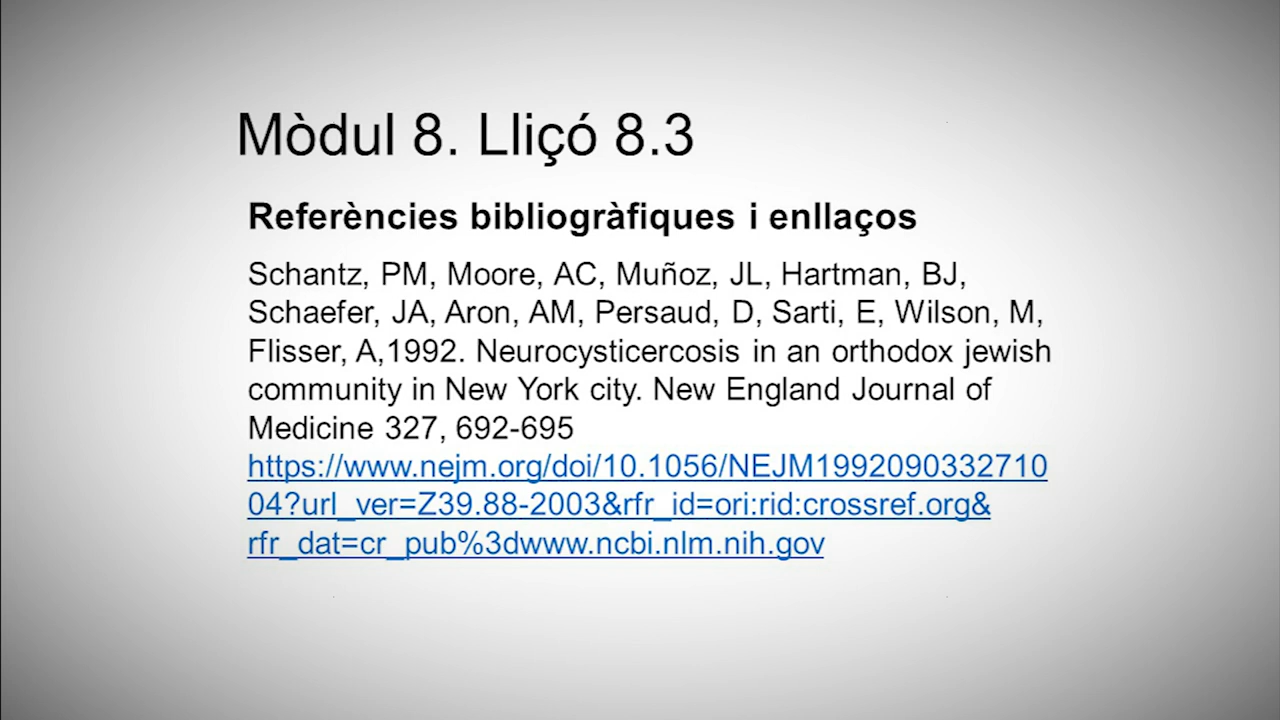 Mòdul 8. Lliçó 8.3
Referències bibliogràfiques i enllaços
Schantz, PM, Moore, AC, Muñoz, JL, Hartman, BJ,
Schaefer, JA, Aron, AM, Persaud, D, Sarti, E, Wilson, M,
Flisser, A,1992. Neurocysticercosis in an orthodox jewish
community in New York city. New England Journal of
Medicine 327, 692-695
https://www.nejm.org/doi/10.1056/NEJM1992090332710
04?url_ver=Z39.88-2003&rfr_id=ori:rid:crossref.org&
rfr_dat=cr_pub%3dwww.ncbi.nlm.nih.gov